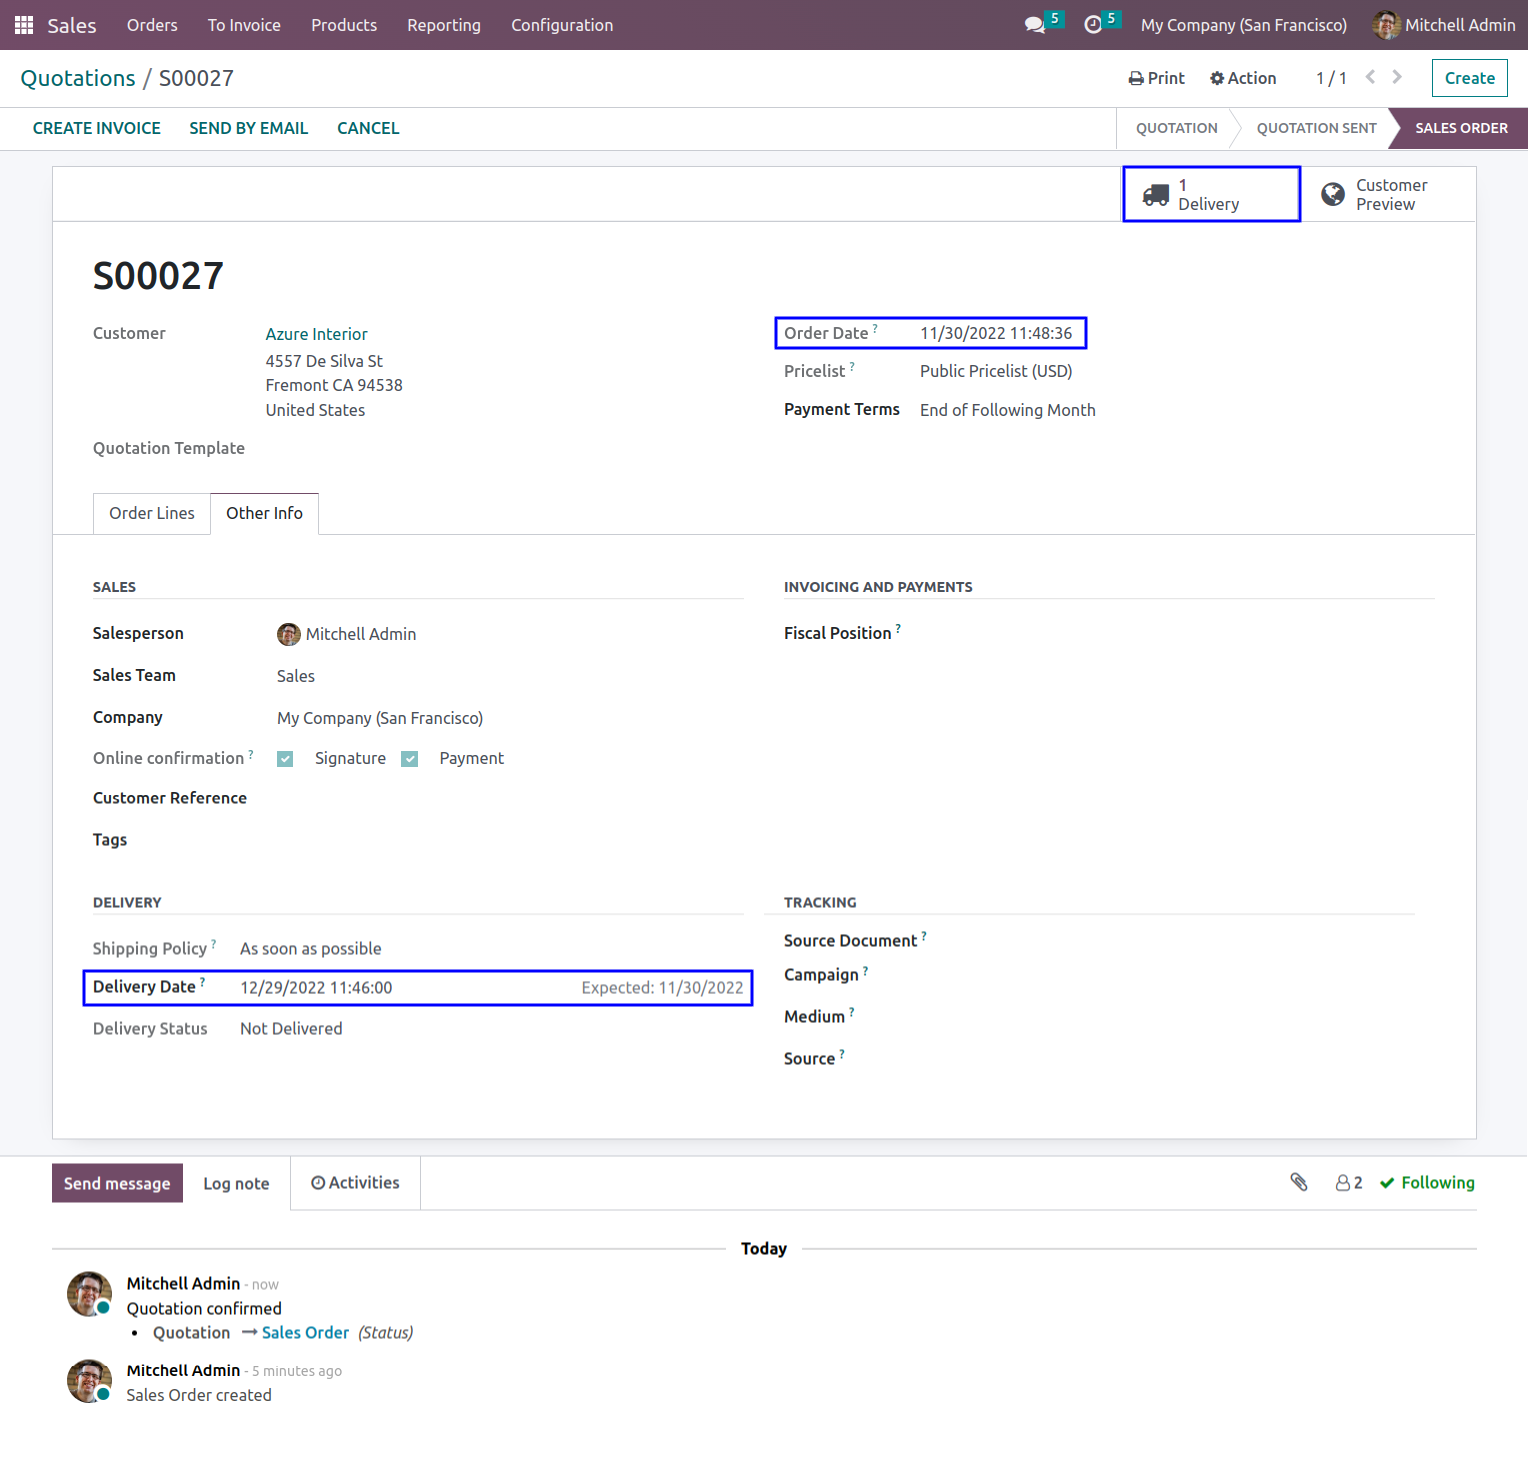 Sales Orders To Invoice Products Reporting Configuration 5 5 My Company (San Francisco) Mitchell Admin
Quotations / S00027 Print Action 1 / 1 Create
CREATE INVOICE SEND BY EMAIL CANCEL QUOTATION QUOTATION SENT SALES ORDER
1
Delivery
Customer
Preview
S00027
Customer Azure Interior
4557 De Silva St
Fremont CA 94538
United States
Quotation Template
Order Date ? 11/30/2022 11:48:36
Pricelist ? Public Pricelist (USD)
Payment Terms End of Following Month
Order Lines Other Info
SALES
Salesperson Mitchell Admin
Sales Team Sales
Company My Company (San Francisco)
Online confirmation ? Signature Payment
Customer Reference
Tags
INVOICING AND PAYMENTS
Fiscal Position ?
DELIVERY
Shipping Policy ? As soon as possible
Delivery Date ? 12/29/2022 11:46:00 Expected: 11/30/2022
Delivery Status Not Delivered
TRACKING
Source Document ?
Campaign ?
Medium ?
Source ?
Send message Log note Activities 2 Following
Today
Mitchell Admin - now
Quotation confirmed
• Quotation → Sales Order (Status)
Mitchell Admin - 5 minutes ago
Sales Order created